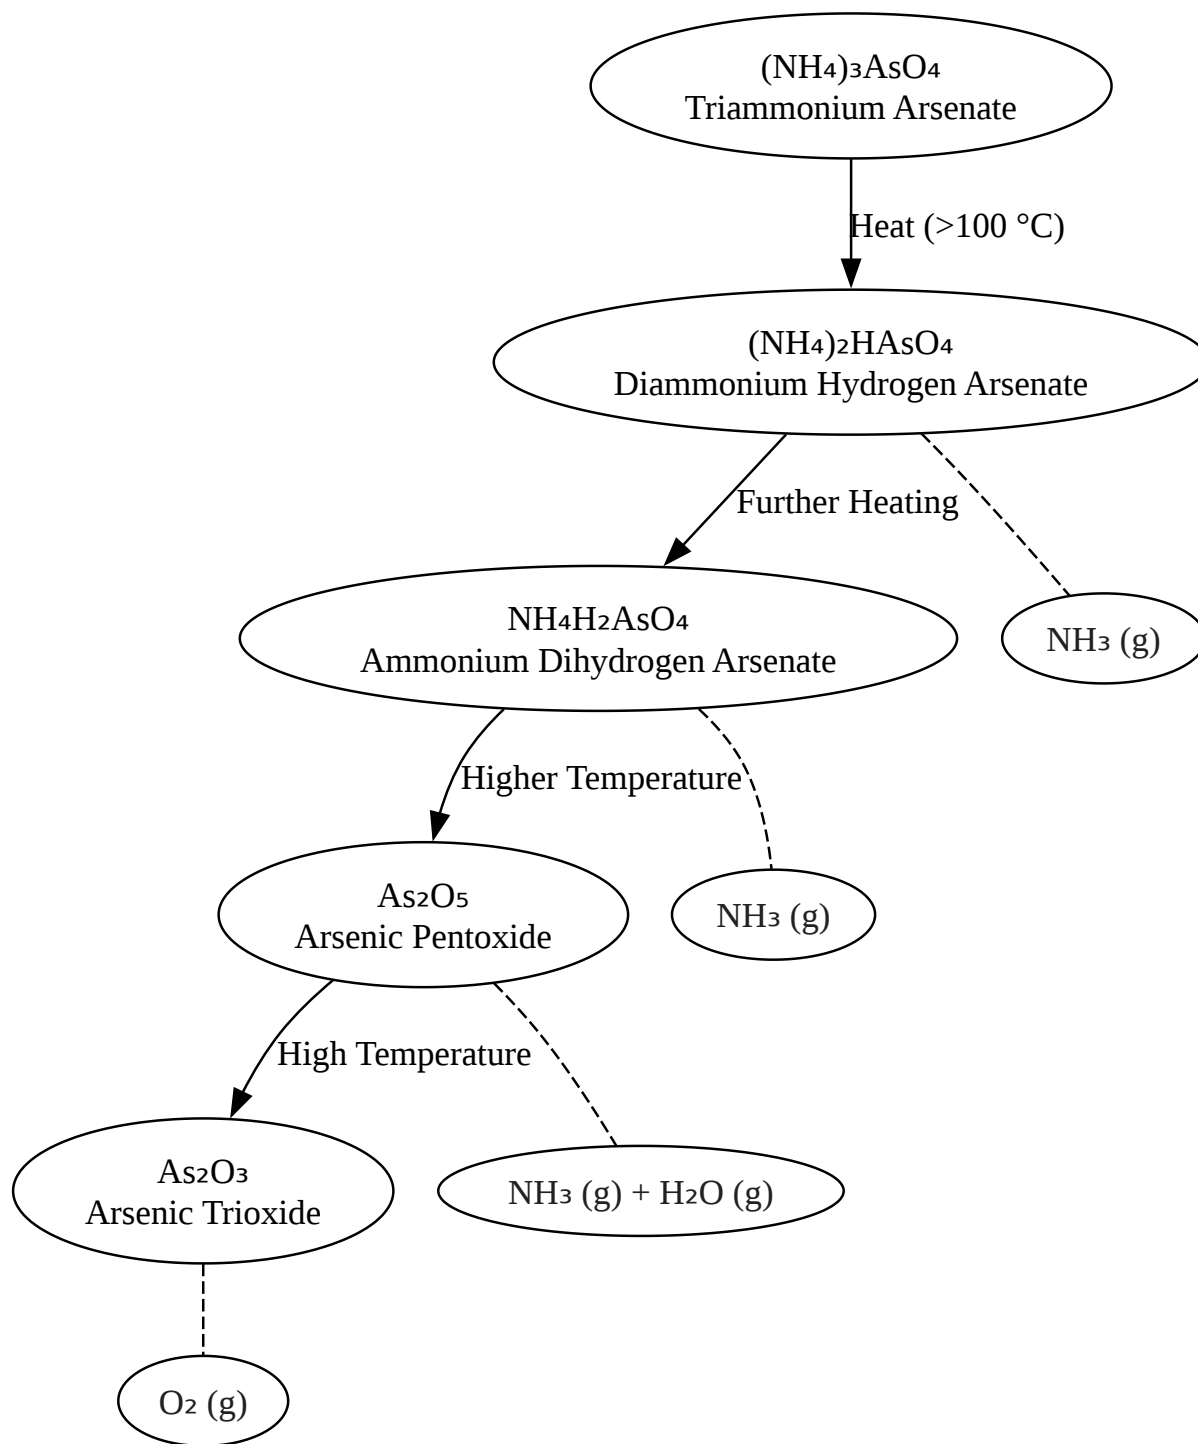 (NH₄)₃AsO₄
Triammonium Arsenate
Heat (>100 °C)
(NH₄)₂HAsO₄
Diammonium Hydrogen Arsenate
Further Heating
NH₄H₂AsO₄
Ammonium Dihydrogen Arsenate
NH₃ (g)
Higher Temperature
As₂O₅
Arsenic Pentoxide
NH₃ (g)
High Temperature
As₂O₃
Arsenic Trioxide
NH₃ (g) + H₂O (g)
O₂ (g)